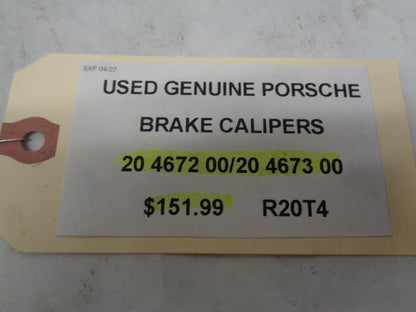 EXP 04/22
USED GENUINE PORSCHE
BRAKE CALIPERS
20 4672 00/20 4673 00
$151.99 R20T4